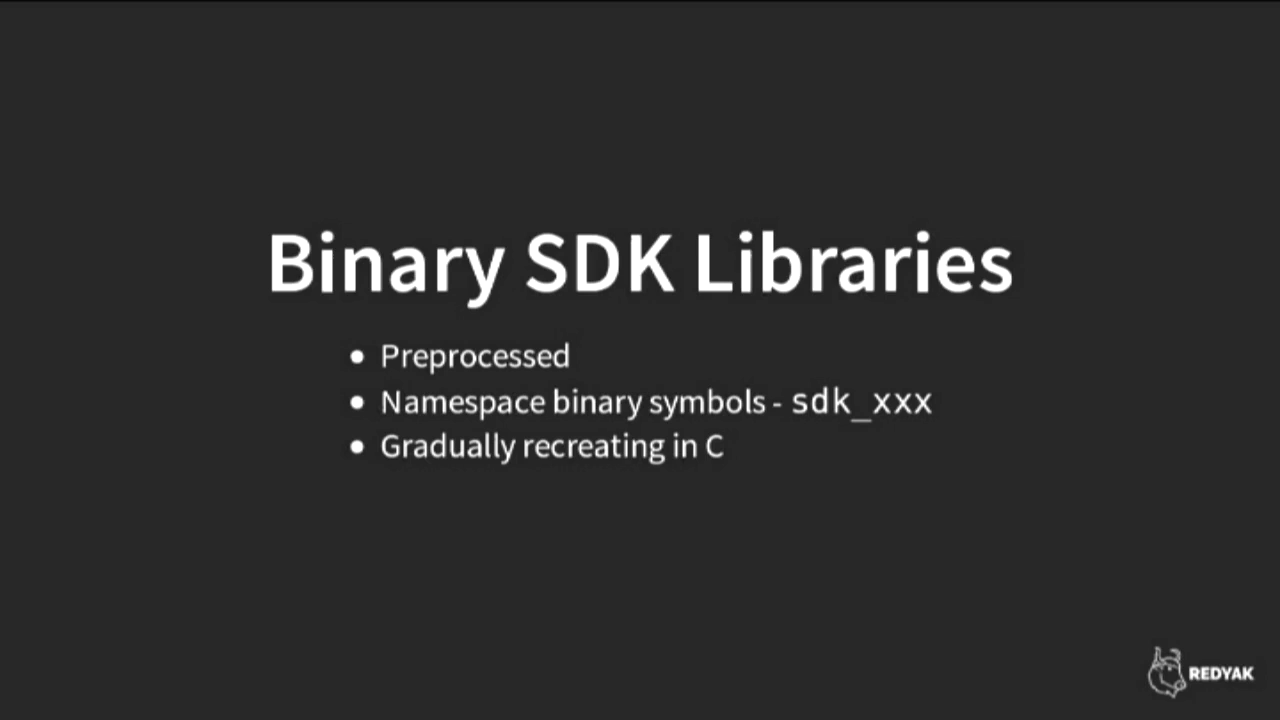 Binary SDK Libraries
• Preprocessed
• Namespace binary symbols - sdk_xxx
• Gradually recreating in C
REDYAK